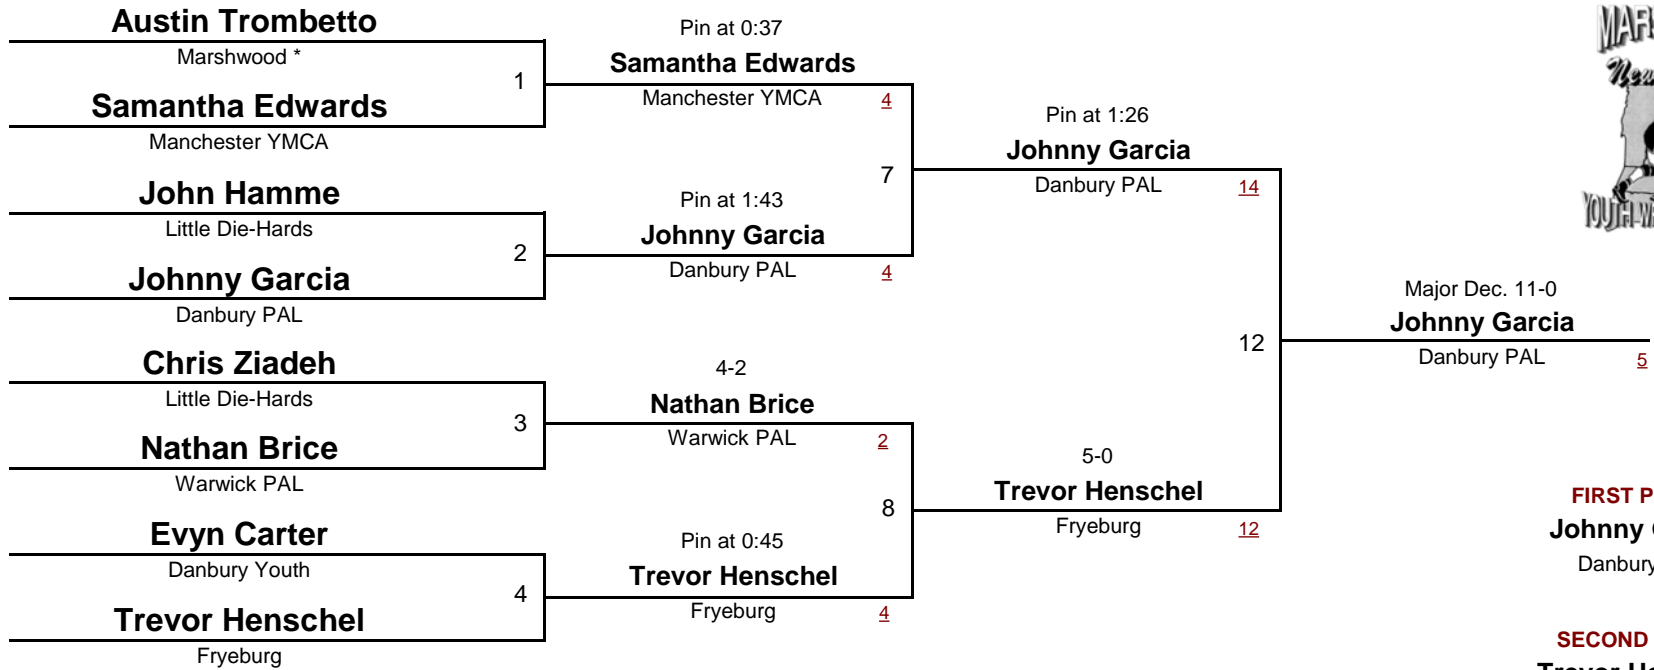 Austin Trombetto
Marshwood *
1
Samantha Edwards
Manchester YMCA
John Hamme
Little Die-Hards
2
Johnny Garcia
Danbury PAL
Chris Ziadeh
Little Die-Hards
3
Nathan Brice
Warwick PAL
Evyn Carter
Danbury Youth
4
Trevor Henschel
Fryeburg
Pin at 0:37
Samantha Edwards
Manchester YMCA 4
7
Pin at 1:43
Johnny Garcia
Danbury PAL 4
4-2
Nathan Brice
Warwick PAL 2
8
Pin at 0:45
Trevor Henschel
Fryeburg 4
Pin at 1:26
Johnny Garcia
Danbury PAL 14
12
5-0
Trevor Henschel
Fryeburg 12
Major Dec. 11-0
Johnny Garcia
Danbury PAL 5
FIRST P
Johnny
Danbury
SECOND
Trevor